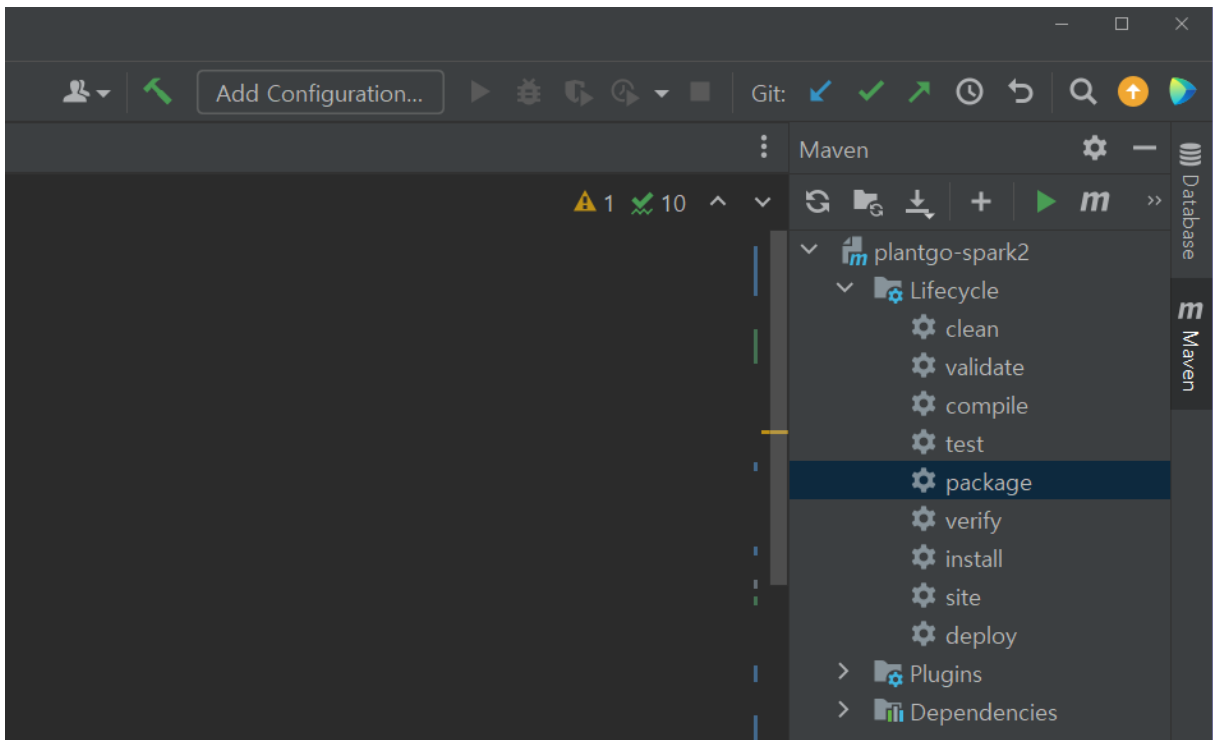 Add Configuration...
Git:
Maven
1 10
m
plantgo-spark2
Lifecycle
clean
validate
compile
test
package
verify
install
site
deploy
Plugins
Dependencies
Database
m Maven